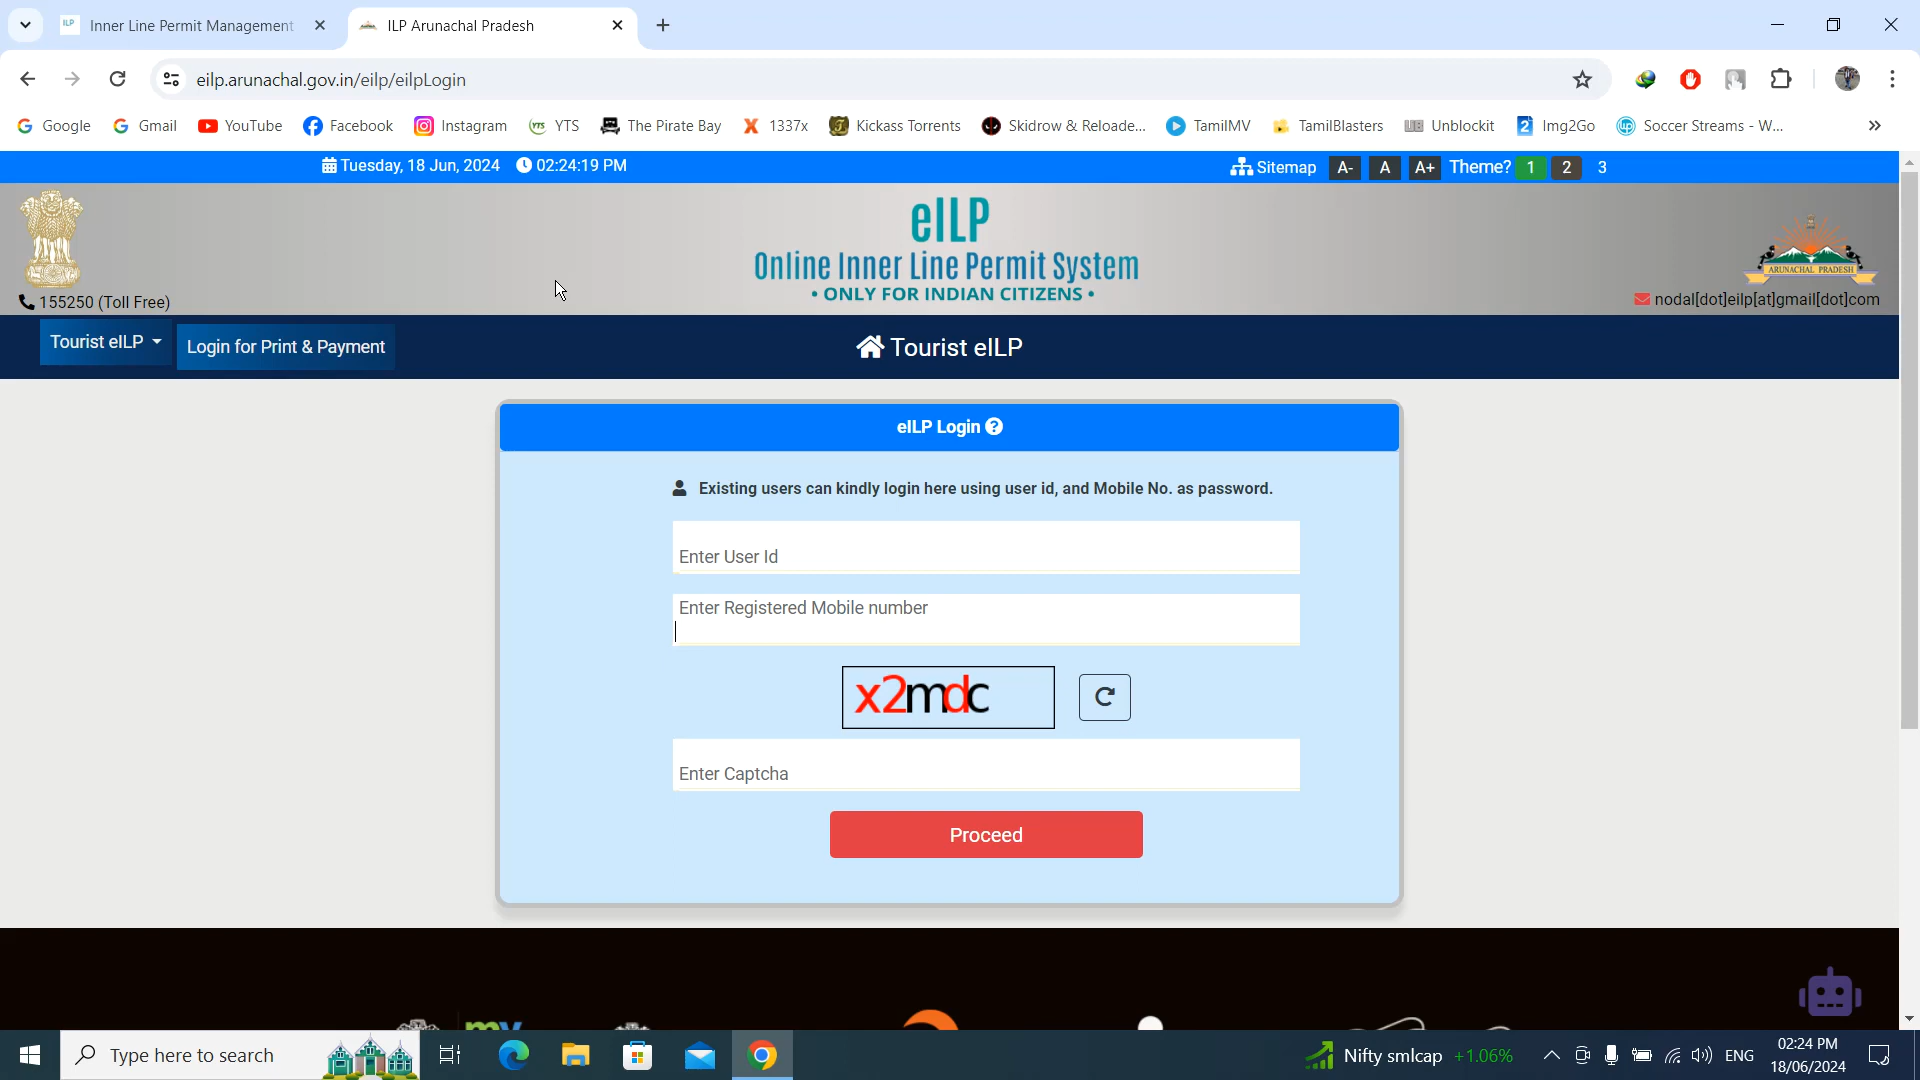 Inner Line Permit Management
ILP Arunachal Pradesh
eilp.arunachal.gov.in/eilp/eilpLogin
Google Gmail YouTube Facebook Instagram YTS The Pirate Bay 1337x Kickass Torrents Skidrow & Reloade... TamilMV TamilBlasters Unblockit Img2Go Soccer Streams - W...
Tuesday, 18 Jun, 2024 02:24:19 PM Sitemap A- A A+ Theme? 1 2 3
eILP
Online Inner Line Permit System
• ONLY FOR INDIAN CITIZENS •
ARUNACHAL PRADESH
155250 (Toll Free)
nodal[dot]eilp[at]gmail[dot]com
Tourist eILP
Login for Print & Payment
Tourist eILP
eILP Login
Existing users can kindly login here using user id, and Mobile No. as password.
Enter User Id
Enter Registered Mobile number
x2mdc
Enter Captcha
Proceed
Type here to search
Nifty smlcap +1.06%
ENG
02:24 PM
18/06/2024